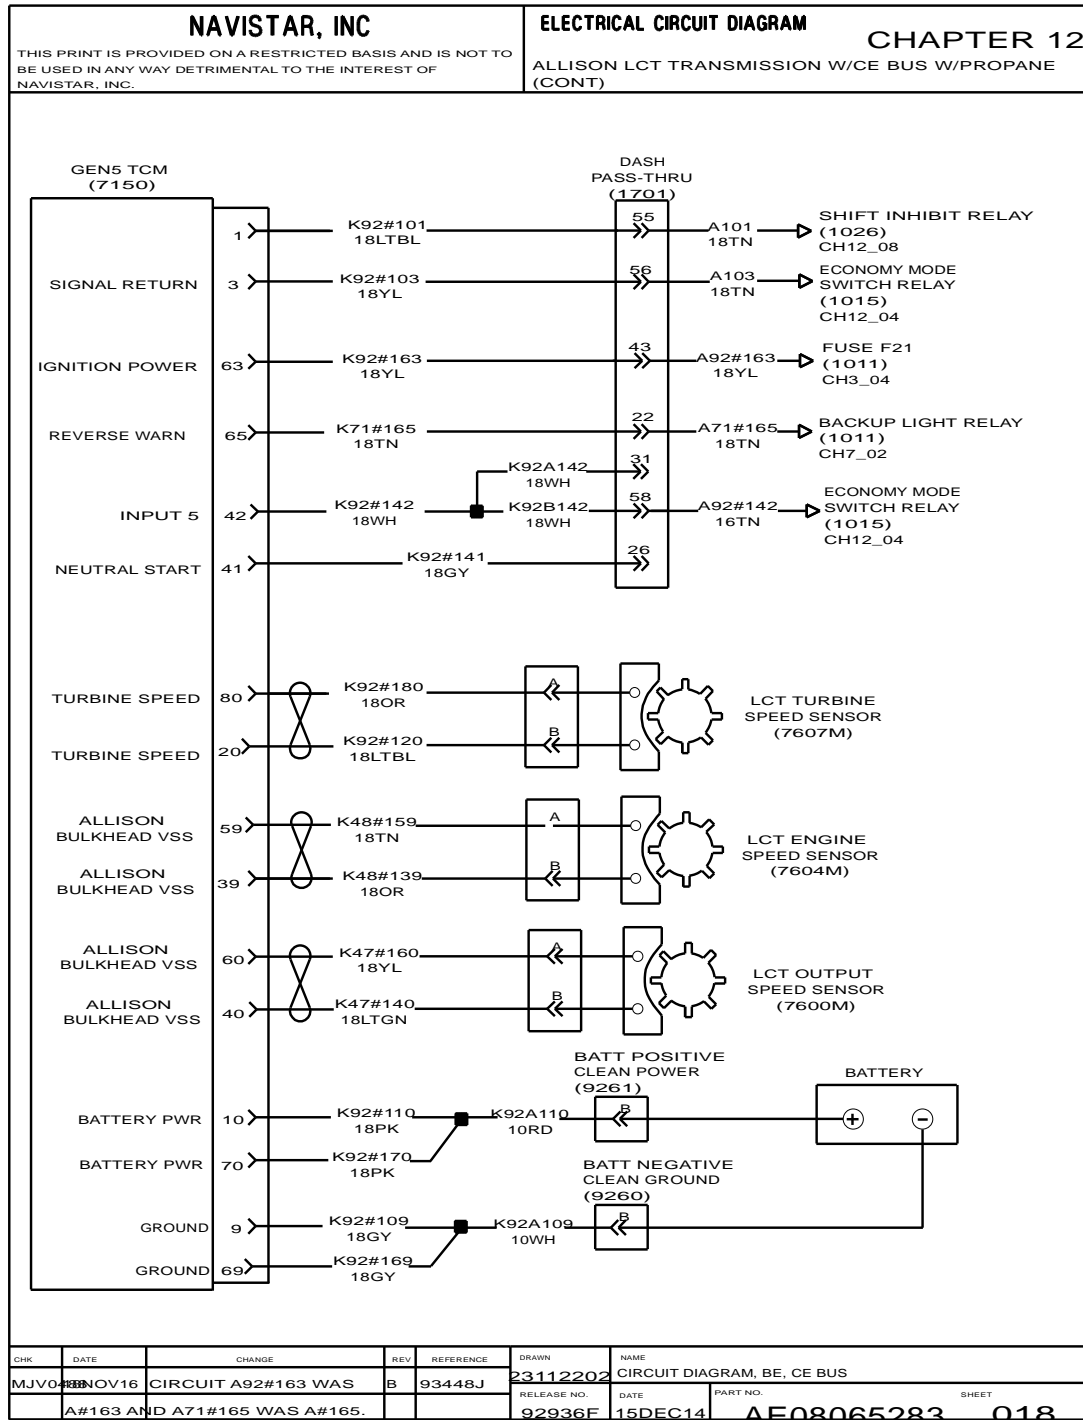 NAVISTAR, INC
THIS PRINT IS PROVIDED ON A RESTRICTED BASIS AND IS NOT TO
BE USED IN ANY WAY DETRIMENTAL TO THE INTEREST OF
NAVISTAR, INC.
ELECTRICAL CIRCUIT DIAGRAM
CHAPTER 12
ALLISON LCT TRANSMISSION W/CE BUS W/PROPANE
(CONT)
GEN5 TCM
(7150)
DASH
PASS-THRU
(1701)
1
K92#101
18LTBL
55
A101
18TN
SHIFT INHIBIT RELAY
(1026)
CH12_08
SIGNAL RETURN
3
K92#103
18YL
56
A103
18TN
ECONOMY MODE
SWITCH RELAY
(1015)
CH12_04
IGNITION POWER
63
K92#163
18YL
43
A92#163
18YL
FUSE F21
(1011)
CH3_04
REVERSE WARN
65
K71#165
18TN
22
A71#165
18TN
BACKUP LIGHT RELAY
(1011)
CH7_02
K92A142
18WH
31
INPUT 5
42
K92#142
18WH
K92B142
18WH
58
A92#142
16TN
ECONOMY MODE
SWITCH RELAY
(1015)
CH12_04
NEUTRAL START
41
K92#141
18GY
26
TURBINE SPEED
80
K92#180
18OR
A
TURBINE SPEED
20
K92#120
18LTBL
B
LCT TURBINE
SPEED SENSOR
(7607M)
ALLISON
BULKHEAD VSS
59
K48#159
18TN
A
ALLISON
BULKHEAD VSS
39
K48#139
18OR
B
LCT ENGINE
SPEED SENSOR
(7604M)
ALLISON
BULKHEAD VSS
60
K47#160
18YL
A
ALLISON
BULKHEAD VSS
40
K47#140
18LTGN
B
LCT OUTPUT
SPEED SENSOR
(7600M)
BATT POSITIVE
CLEAN POWER
(9261)
BATTERY
BATTERY PWR
10
K92#110
18PK
K92A110
10RD
B
+
−
BATTERY PWR
70
K92#170
18PK
BATT NEGATIVE
CLEAN GROUND
(9260)
GROUND
9
K92#109
18GY
K92A109
10WH
B
GROUND
69
K92#169
18GY
CHK DATE CHANGE REV REFERENCE DRAWN NAME
23112202 CIRCUIT DIAGRAM, BE, CE BUS
CIRCUIT A92#163 WAS B 93448J
RELEASE NO. DATE PART NO. SHEET
A#163 AND A71#165 WAS A#165.
92936F 15DEC14 AE08065283 018